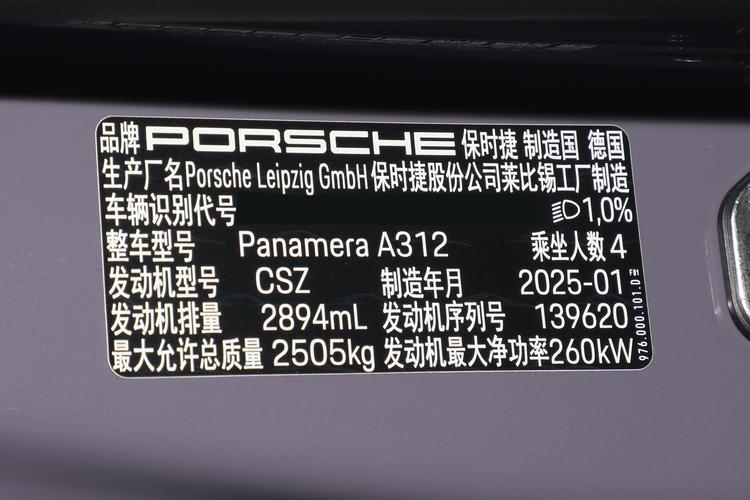 品牌 PORSCHE 保时捷 制造国 德国
生产厂名Porsche Leipzig GmbH 保时捷股份公司莱比锡工厂制造
车辆识别代号 1,0%
整车型号 Panamera A312 乘坐人数 4
发动机型号 CSZ 制造年月 2025-01
发动机排量 2894mL 发动机序列号 139620
最大允许总质量 2505kg 发动机最大净功率260kW
976.000.101.D